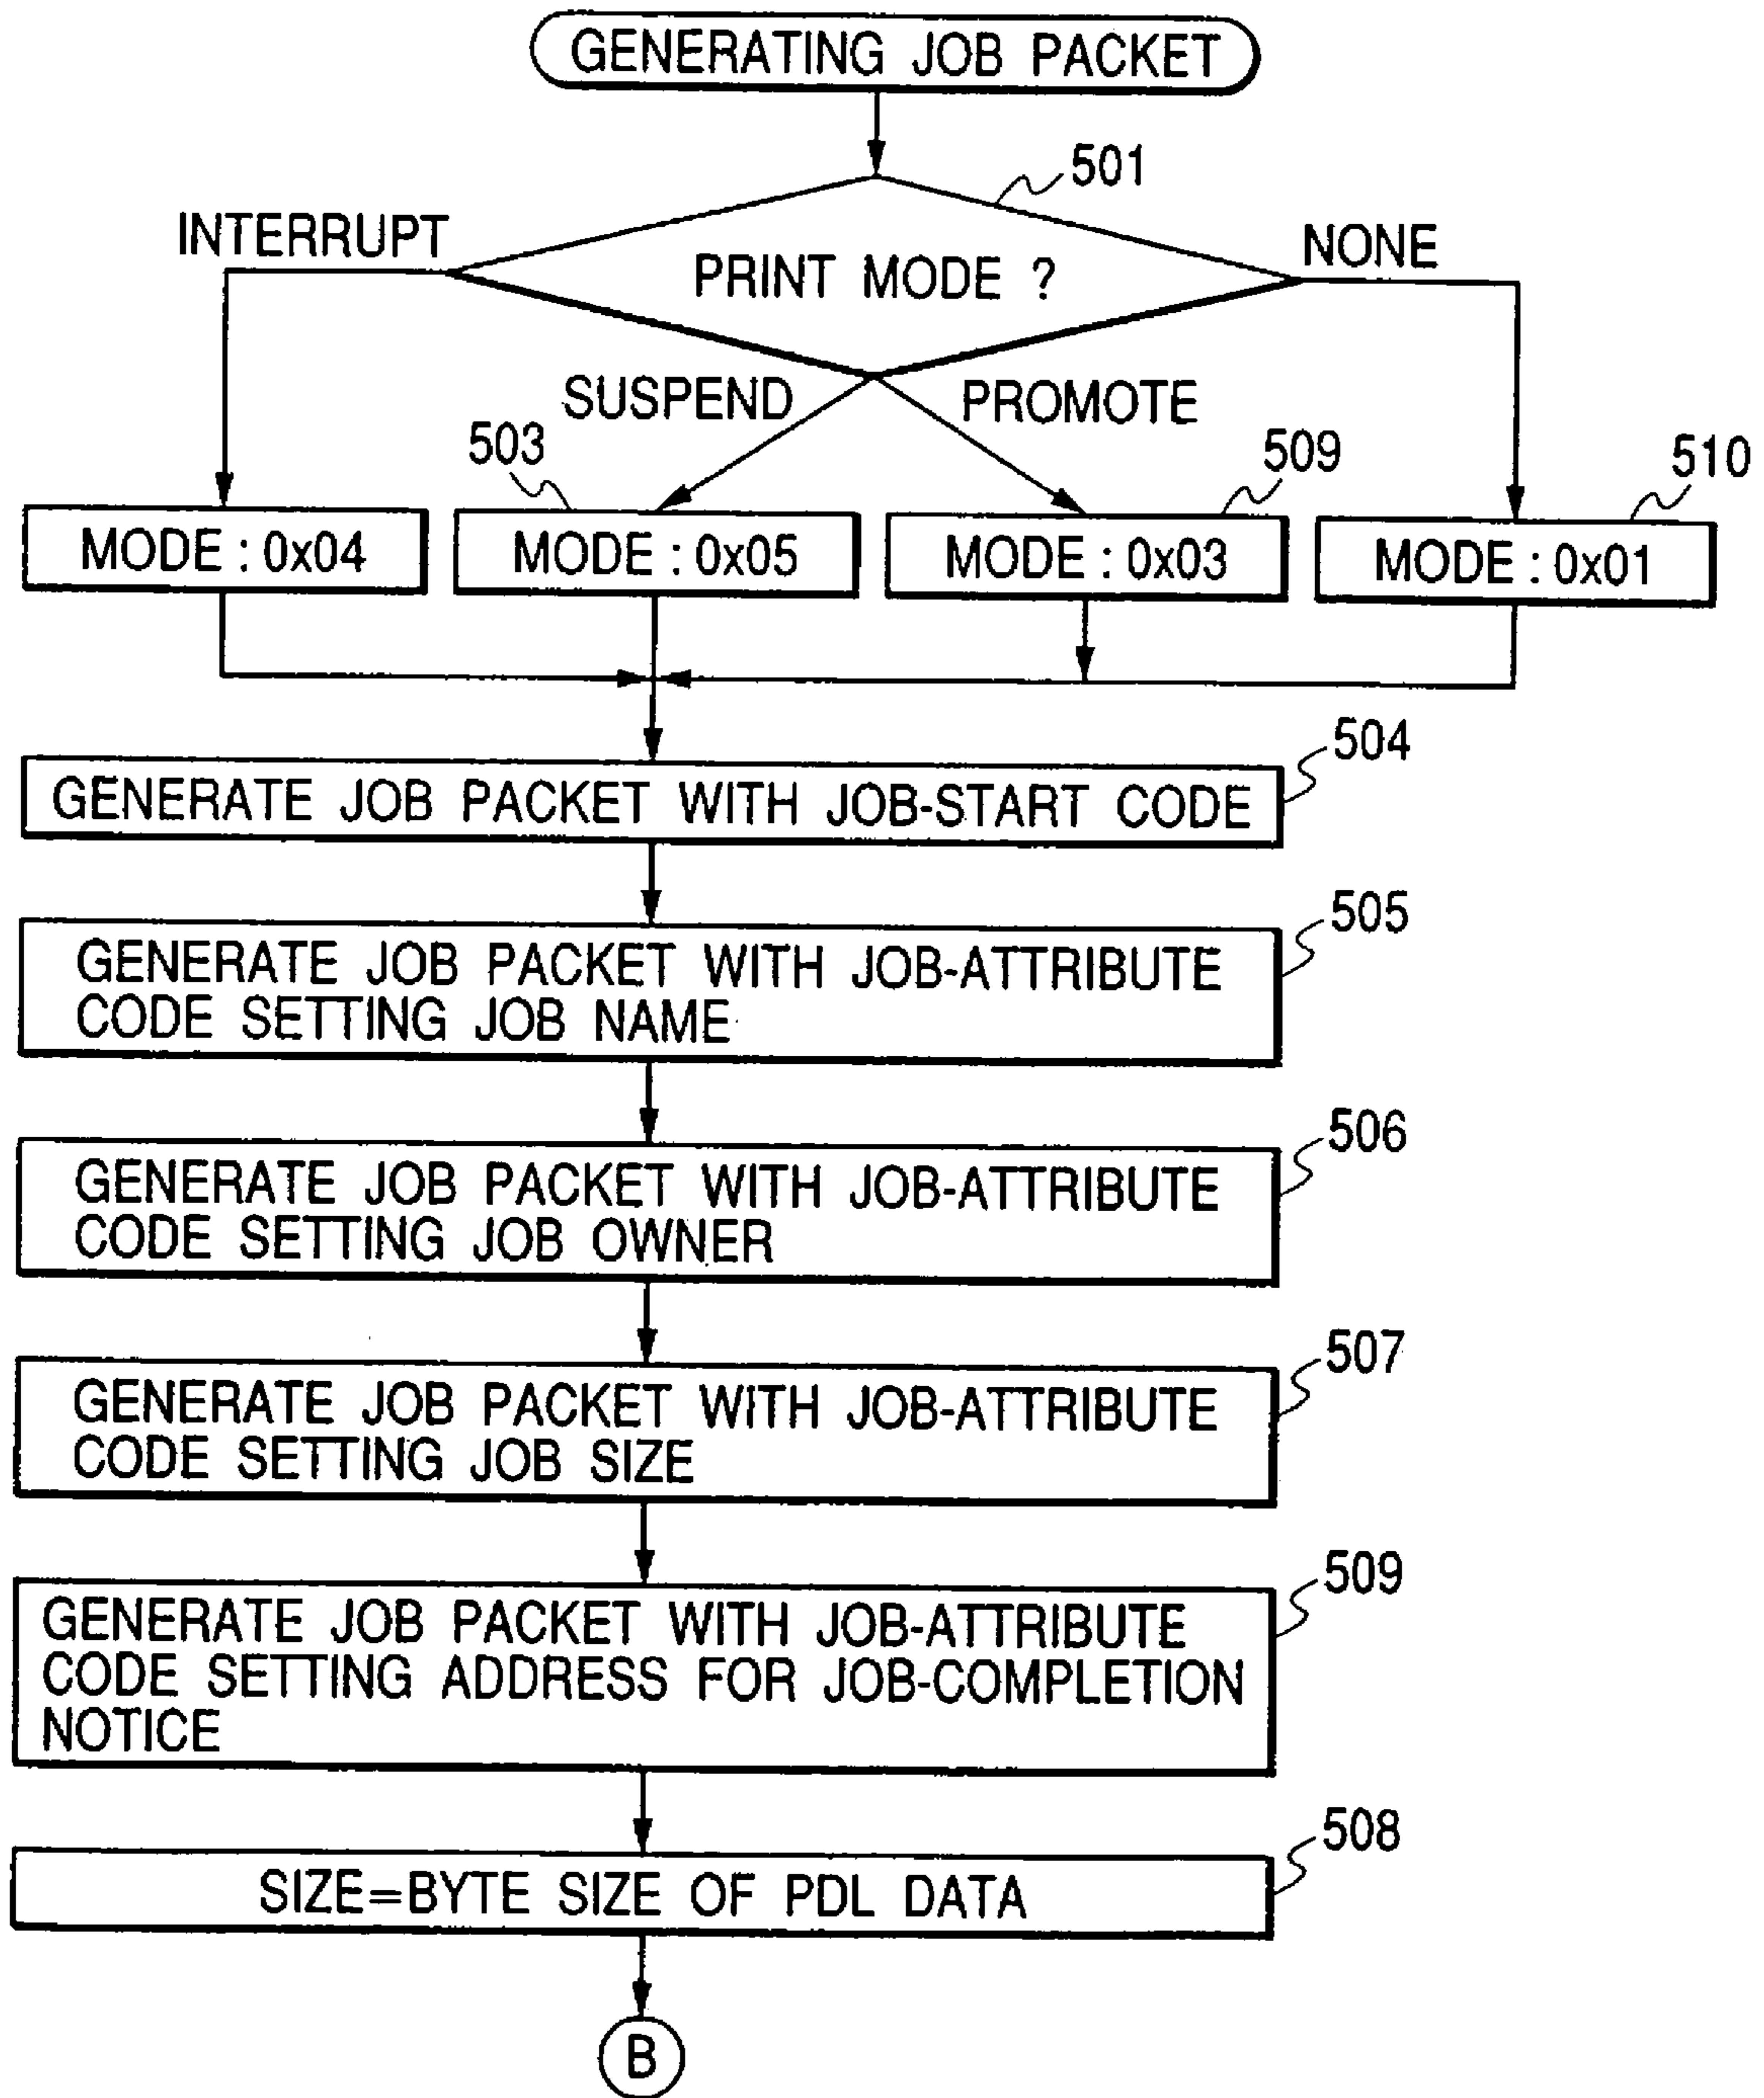 GENERATING JOB PACKET
501
INTERRUPT
PRINT MODE ?
NONE
SUSPEND
PROMOTE
503
509
510
MODE : 0x04
MODE : 0x05
MODE : 0x03
MODE : 0x01
504
GENERATE JOB PACKET WITH JOB-START CODE
505
GENERATE JOB PACKET WITH JOB-ATTRIBUTE
CODE SETTING JOB NAME
506
GENERATE JOB PACKET WITH JOB-ATTRIBUTE
CODE SETTING JOB OWNER
507
GENERATE JOB PACKET WITH JOB-ATTRIBUTE
CODE SETTING JOB SIZE
509
GENERATE JOB PACKET WITH JOB-ATTRIBUTE
CODE SETTING ADDRESS FOR JOB-COMPLETION
NOTICE
508
SIZE=BYTE SIZE OF PDL DATA
B